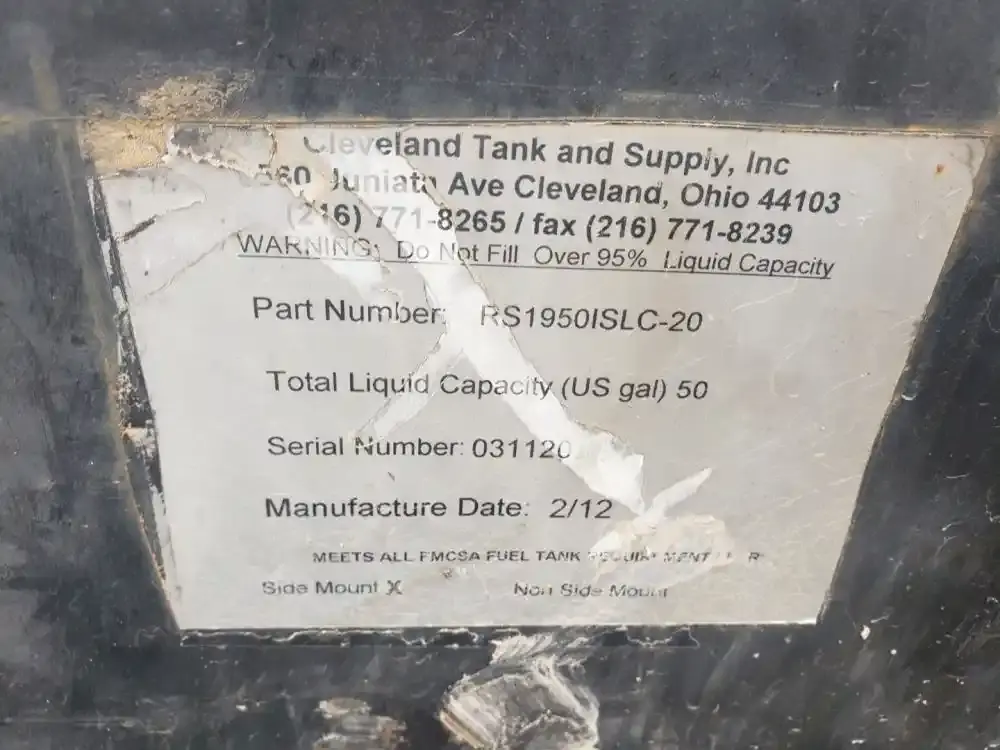 Cleveland Tank and Supply, Inc
Juniata Ave Cleveland, Ohio 44103
(216) 771-8265 / fax (216) 771-8239
WARNING: Do Not Fill Over 95% Liquid Capacity
Part Number: RS1950ISLC-20
Total Liquid Capacity (US gal) 50
Serial Number:
Manufacture Date: 2/12
MEETS ALL FMCSA FUEL TANK
Side Mount X
Non Side Mount